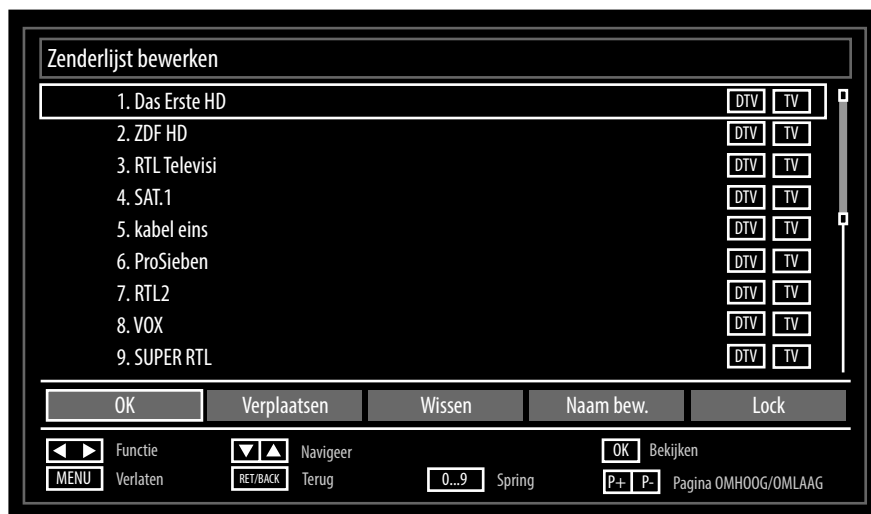 Zenderlijst bewerken
1. Das Erste HD DTV TV
2. ZDF HD DTV TV
3. RTL Televisi DTV TV
4. SAT.1 DTV TV
5. kabel eins DTV TV
6. ProSieben DTV TV
7. RTL2 DTV TV
8. VOX DTV TV
9. SUPER RTL DTV TV
OK Verplaatsen Wissen Naam bew. Lock
Functie Navigeer OK Bekijken
MENU Verlaten RET/BACK Terug 0...9 Spring P+ P- Pagina OMHOOG/OMLAAG